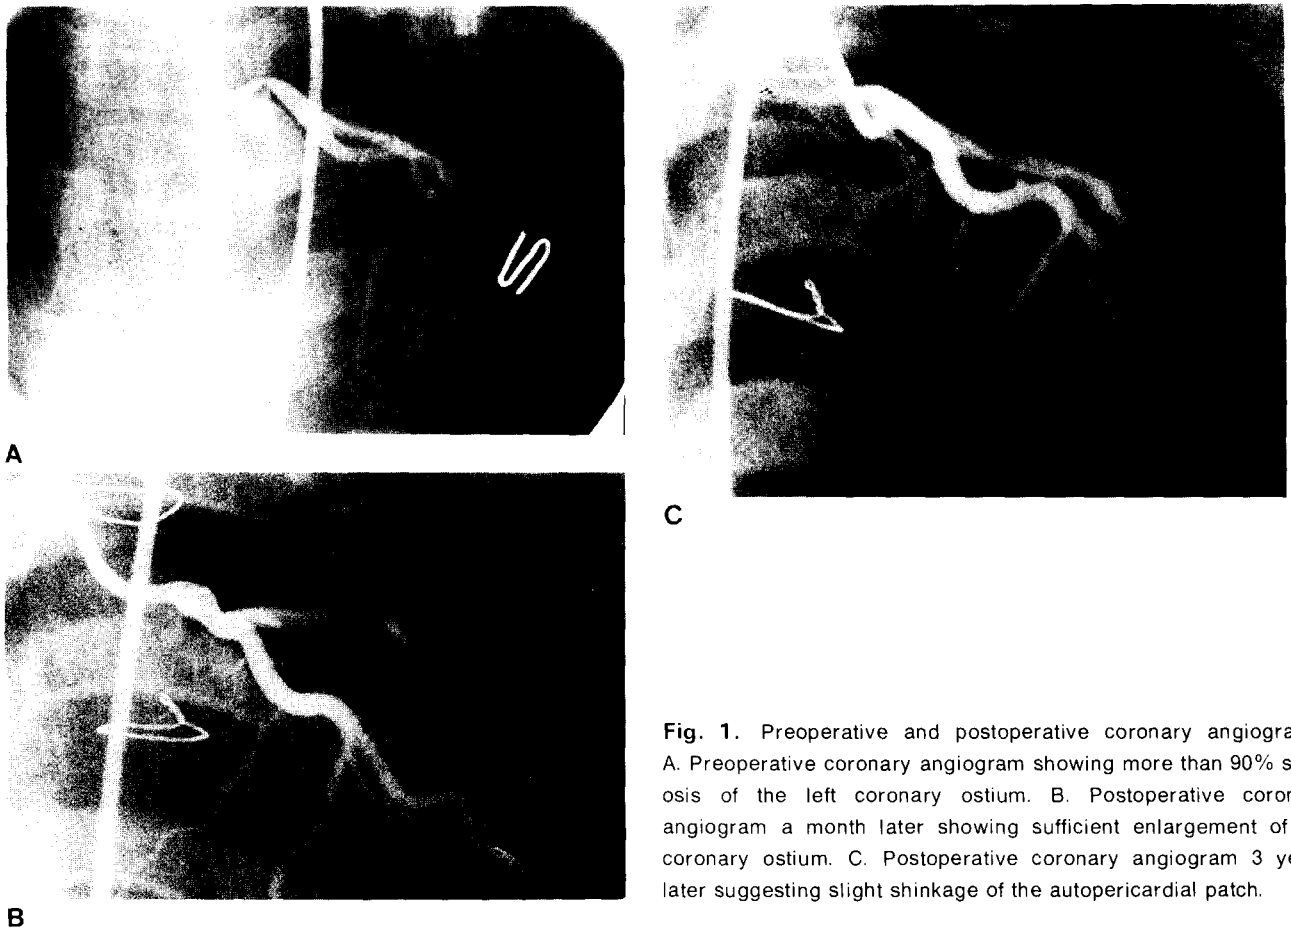 A
C
B
Fig. 1. Preoperative and postoperative coronary angiogra
A. Preoperative coronary angiogram showing more than 90% s
osis of the left coronary ostium. B. Postoperative coron
angiogram a month later showing sufficient enlargement of
coronary ostium. C. Postoperative coronary angiogram 3 ye
later suggesting slight shinkage of the autopericardial patch.